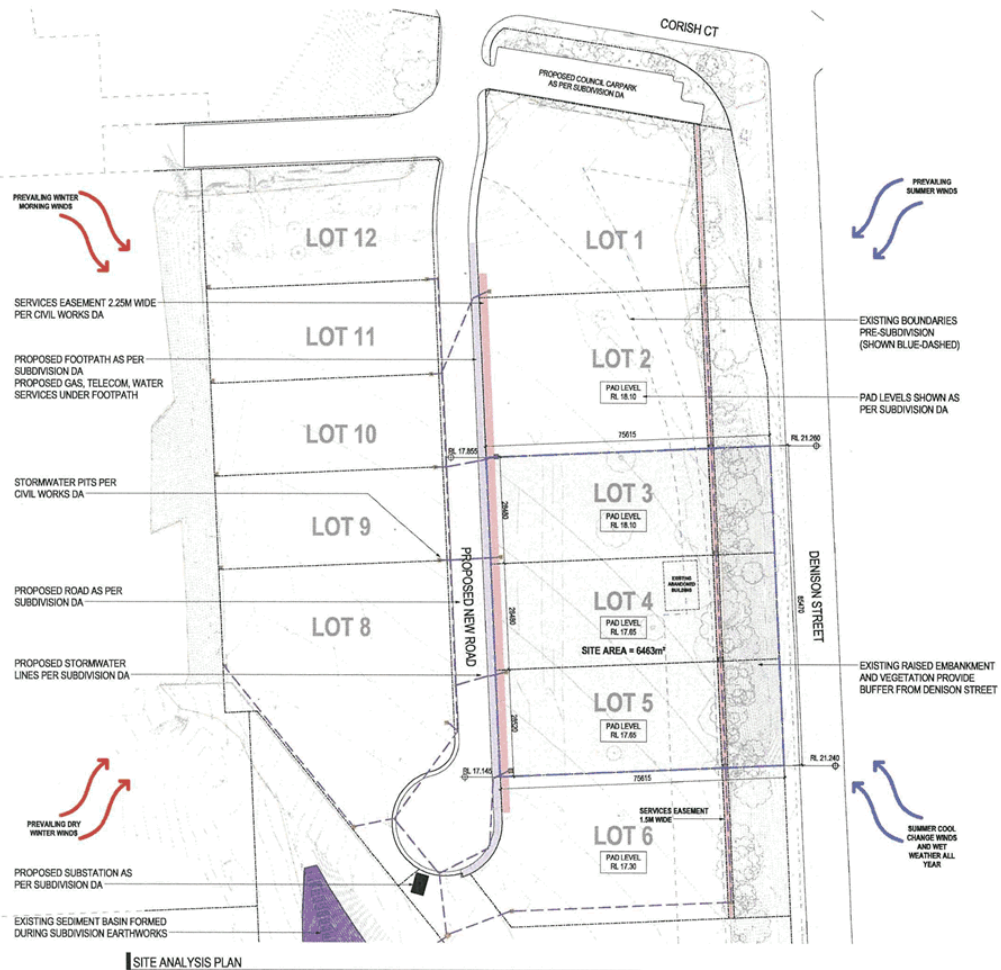 CORISH CT
PROPOSED COUNCIL CARPARK
AS PER SUBDIVISION DA
PREVAILING WINTER
MORNING WINDS
PREVAILING
SUMMER WINDS
LOT 12
LOT 1
SERVICES EASEMENT 2.25M WIDE
PER CIVIL WORKS DA
LOT 11
EXISTING BOUNDARIES
PRE-SUBDIVISION
(SHOWN BLUE-DASHED)
PROPOSED FOOTPATH AS PER
SUBDIVISION DA
PROPOSED GAS, TELECOM, WATER
SERVICES UNDER FOOTPATH
LOT 2
PAD LEVEL
RL 18.10
PAD LEVELS SHOWN AS
PER SUBDIVISION DA
LOT 10
75615
RL 21.260
RL 17.855
STORMWATER PITS PER
CIVIL WORKS DA
LOT 3
PAD LEVEL
RL 18.10
28480
LOT 9
PROPOSED NEW ROAD
DENISON STREET
EXISTING
ABANDONED
BUILDING
PROPOSED ROAD AS PER
SUBDIVISION DA
LOT 4
PAD LEVEL
RL 17.65
28480
85470
LOT 8
SITE AREA = 6463m²
PROPOSED STORMWATER
LINES PER SUBDIVISION DA
EXISTING RAISED EMBANKMENT
AND VEGETATION PROVIDE
BUFFER FROM DENISON STREET
LOT 5
PAD LEVEL
RL 17.65
28520
RL 17.145
75615
RL 21.240
PREVAILING DRY
WINTER WINDS
SERVICES EASEMENT
1.5M WIDE
LOT 6
PAD LEVEL
RL 17.30
SUMMER COOL
CHANGE WINDS
AND WET
WEATHER ALL
YEAR
PROPOSED SUBSTATION AS
PER SUBDIVISION DA
EXISTING SEDIMENT BASIN FORMED
DURING SUBDIVISION EARTHWORKS
SITE ANALYSIS PLAN